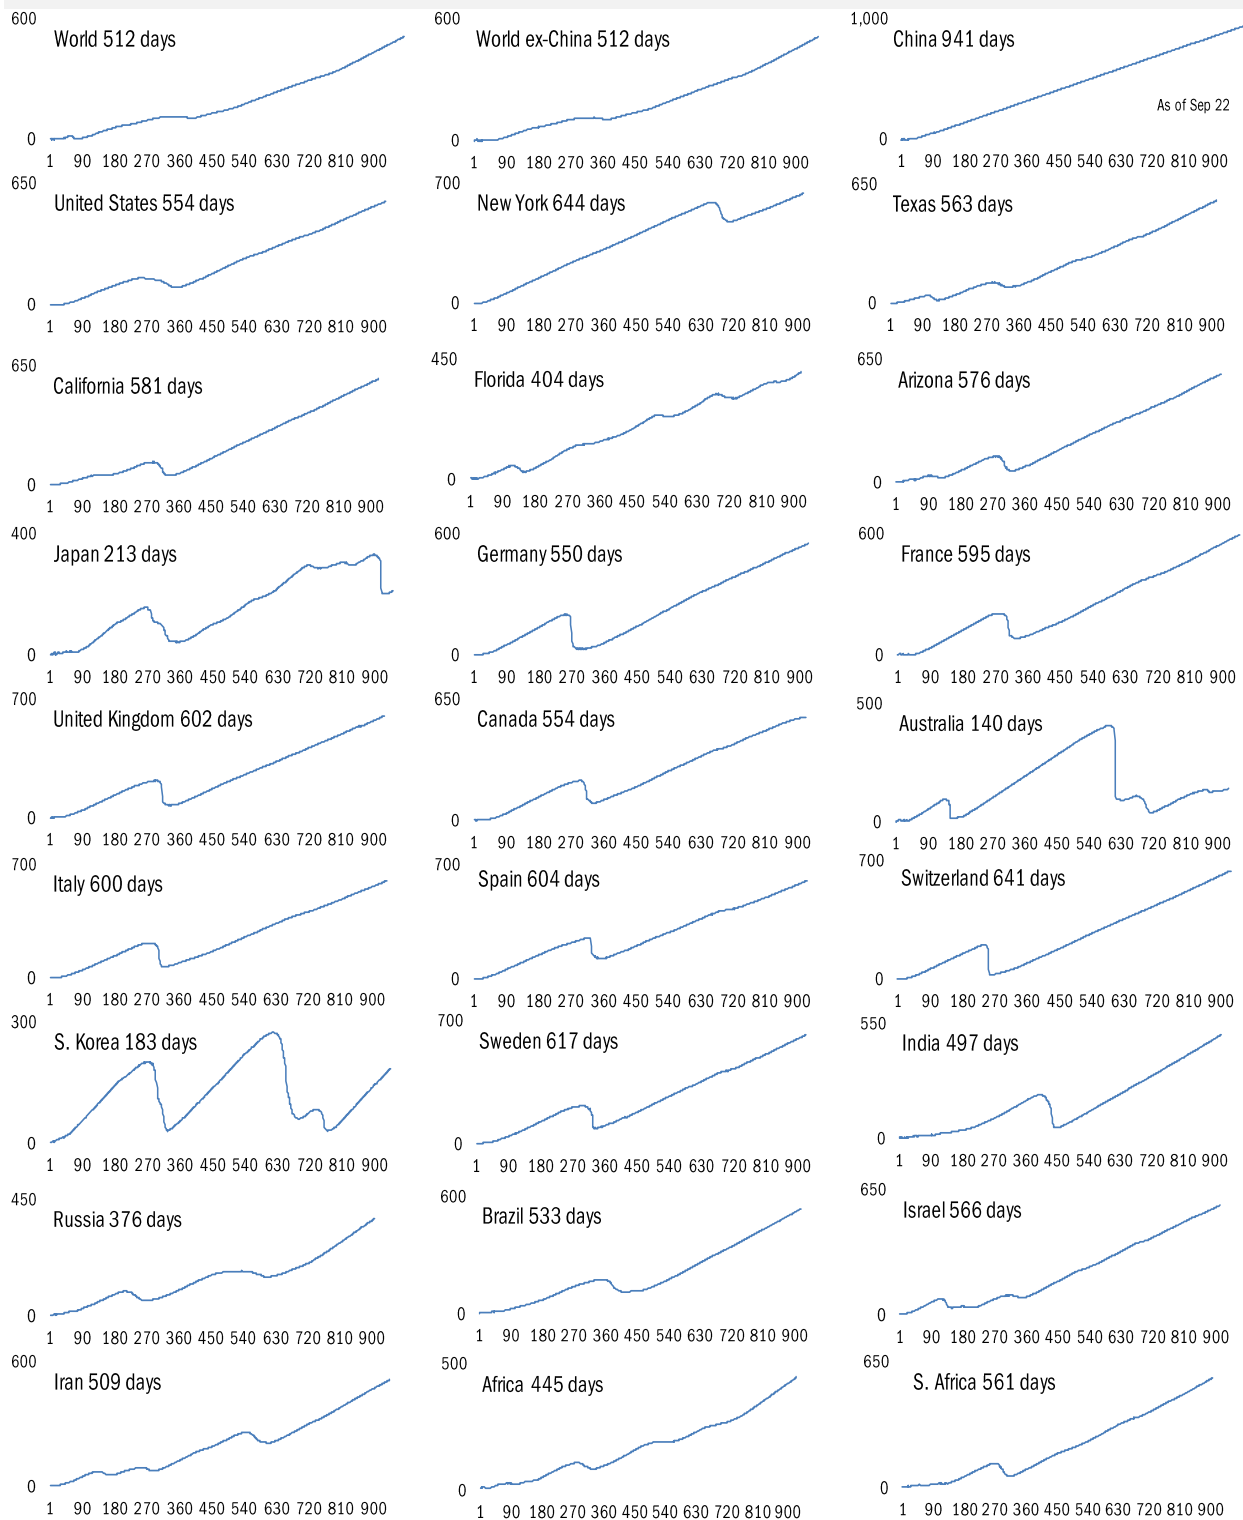 600 600 1,000
World 512 days World ex-China 512 days China 941 days
As of Sep 22
0 0 0
1 90 180 270 360 450 540 630 720 810 900 1 90 180 270 360 450 540 630 720 810 900 1 90 180 270 360 450 540 630 720 810 900
650 700 650
United States 554 days New York 644 days Texas 563 days
0 0 0
1 90 180 270 360 450 540 630 720 810 900 1 90 180 270 360 450 540 630 720 810 900 1 90 180 270 360 450 540 630 720 810 900
650 450 650
California 581 days Florida 404 days Arizona 576 days
0 0 0
1 90 180 270 360 450 540 630 720 810 900 1 90 180 270 360 450 540 630 720 810 900 1 90 180 270 360 450 540 630 720 810 900
400 600 600
Japan 213 days Germany 550 days France 595 days
0 0 0
1 90 180 270 360 450 540 630 720 810 900 1 90 180 270 360 450 540 630 720 810 900 1 90 180 270 360 450 540 630 720 810 900
700 650 500
United Kingdom 602 days Canada 554 days Australia 140 days
0 0 0
1 90 180 270 360 450 540 630 720 810 900 1 90 180 270 360 450 540 630 720 810 900 1 90 180 270 360 450 540 630 720 810 900
700 700 700
Italy 600 days Spain 604 days Switzerland 641 days
0 0 0
1 90 180 270 360 450 540 630 720 810 900 1 90 180 270 360 450 540 630 720 810 900 1 90 180 270 360 450 540 630 720 810 900
300 700 550
S. Korea 183 days Sweden 617 days India 497 days
0 0 0
1 90 180 270 360 450 540 630 720 810 900 1 90 180 270 360 450 540 630 720 810 900 1 90 180 270 360 450 540 630 720 810 900
450 600 650
Russia 376 days Brazil 533 days Israel 566 days
0 0 0
1 90 180 270 360 450 540 630 720 810 900 1 90 180 270 360 450 540 630 720 810 900 1 90 180 270 360 450 540 630 720 810 900
600 500 650
Iran 509 days Africa 445 days S. Africa 561 days
0 0 0
1 90 180 270 360 450 540 630 720 810 900 1 90 180 270 360 450 540 630 720 810 900 1 90 180 270 360 450 540 630 720 810 900